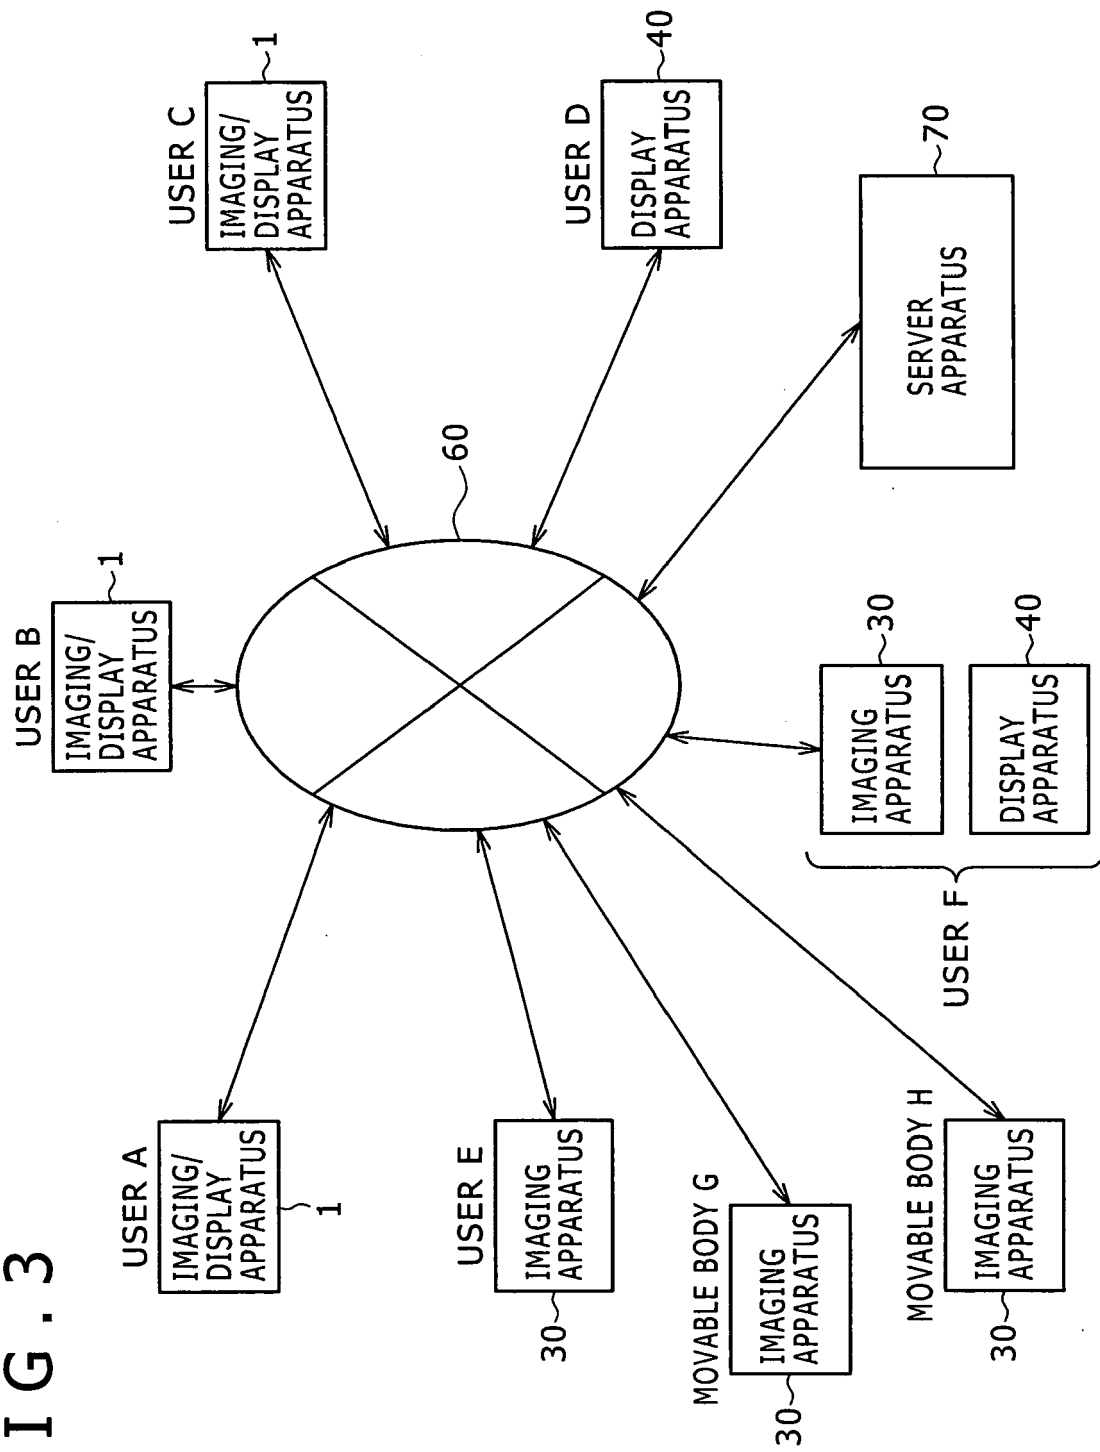 IG.3
USER A
IMAGING/
DISPLAY
APPARATUS
1
USER B
IMAGING/
DISPLAY
APPARATUS
1
USER C
IMAGING/
DISPLAY
APPARATUS
1
60
USER E
IMAGING
APPARATUS
30
USER D
DISPLAY
APPARATUS
40
MOVABLE BODY G
IMAGING
APPARATUS
30
MOVABLE BODY H
IMAGING
APPARATUS
30
USER F
IMAGING
APPARATUS
30
DISPLAY
APPARATUS
40
SERVER
APPARATUS
70